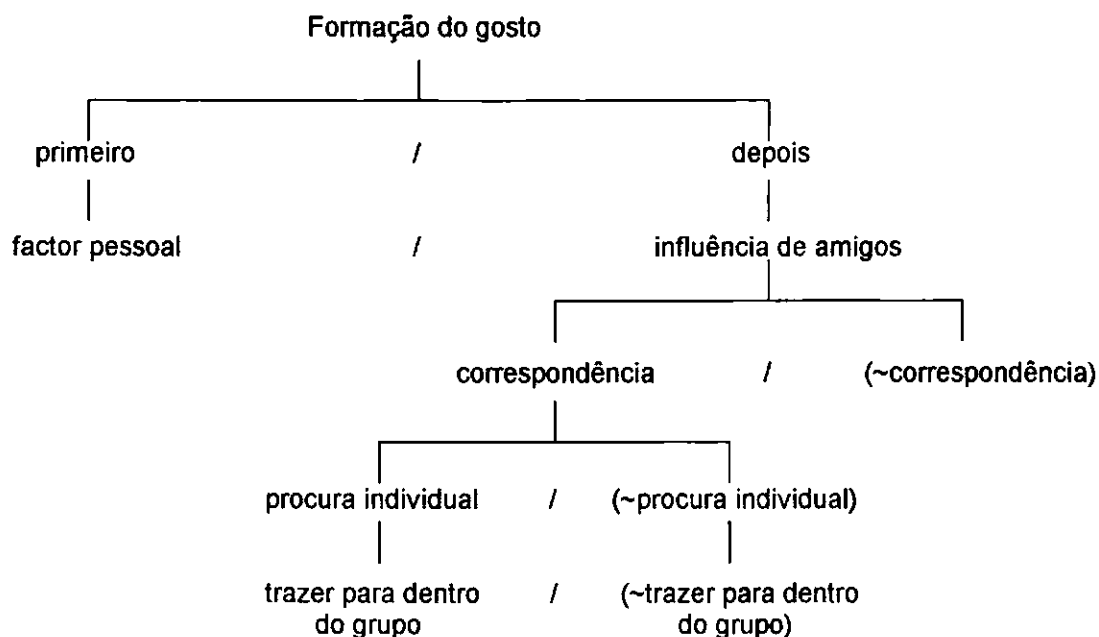 Formação do gosto
primeiro / depois
factor pessoal / influência de amigos
correspondência / (~correspondência)
procura individual / (~procura individual)
trazer para dentro / (~trazer para dentro
do grupo do grupo)